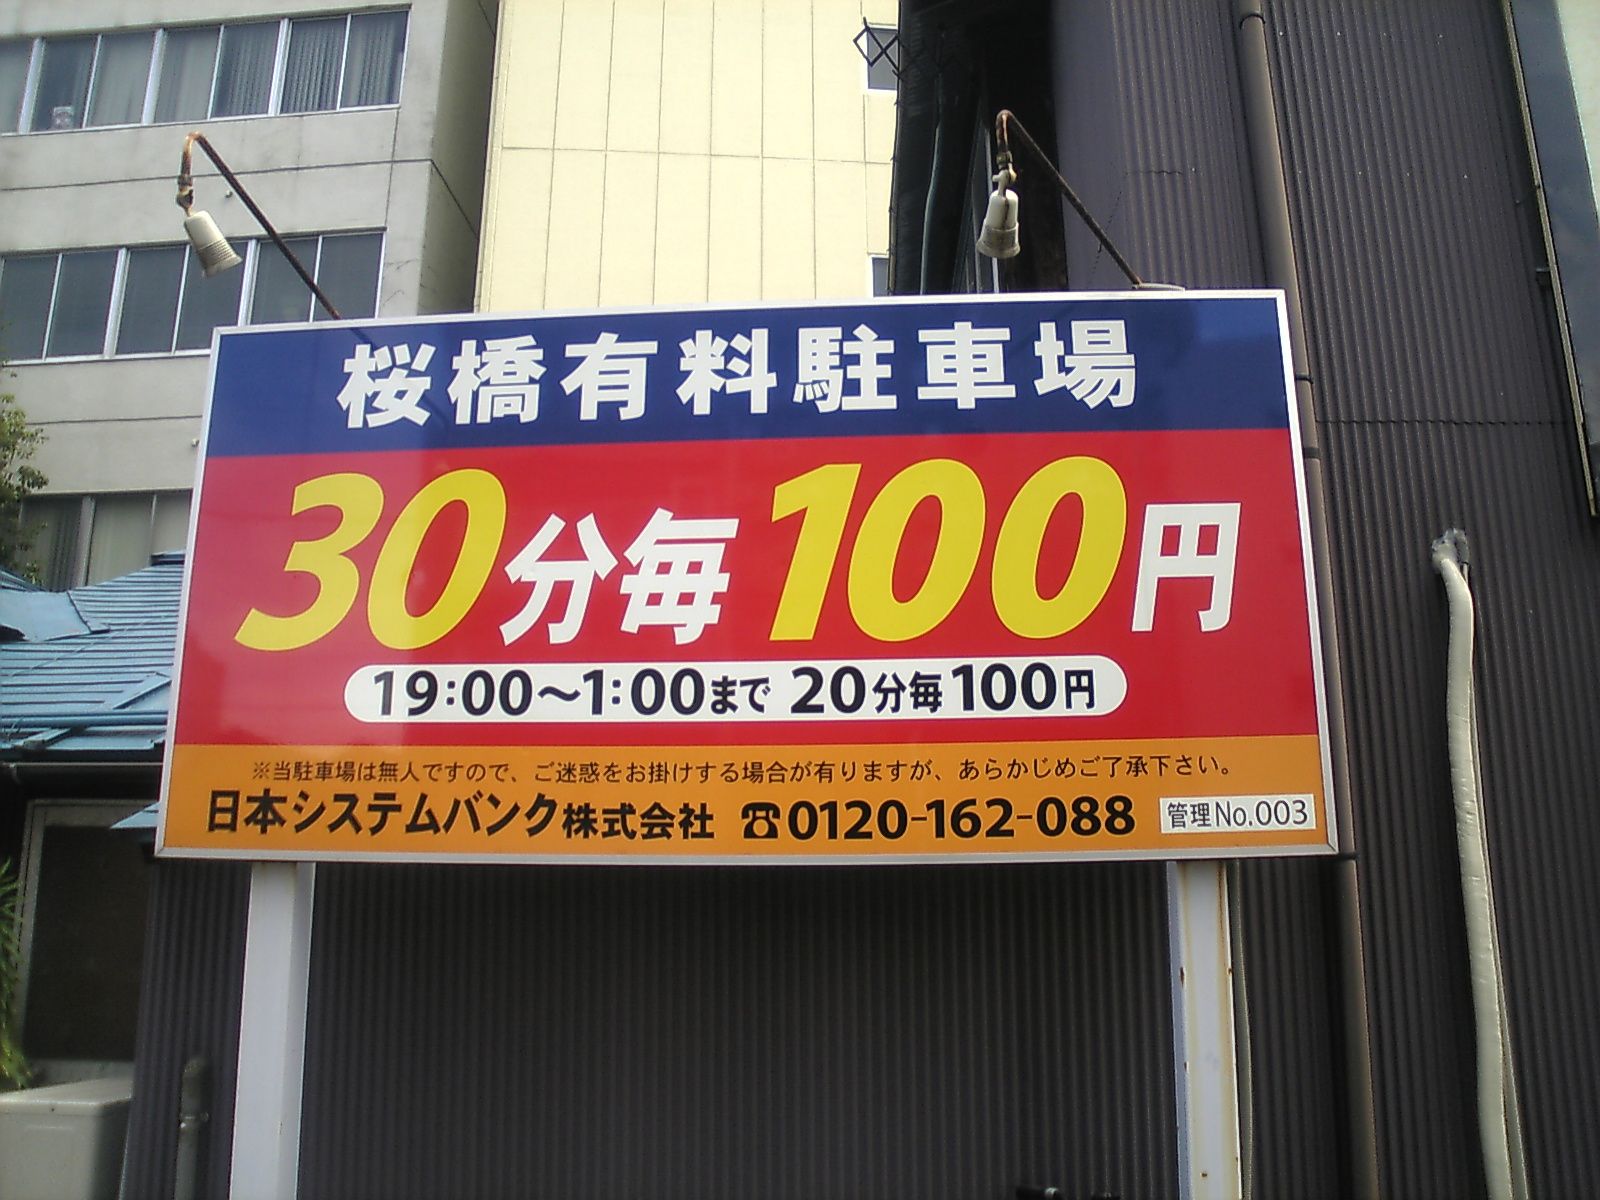 桜橋有料駐車場
30分毎100円
19:00〜1:00まで 20分毎100円
※当駐車場は無人ですので、ご迷惑をお掛けする場合が有りますが、あらかじめご了承下さい。
日本システムバンク株式会社 ☎0120-162-088 管理No.003